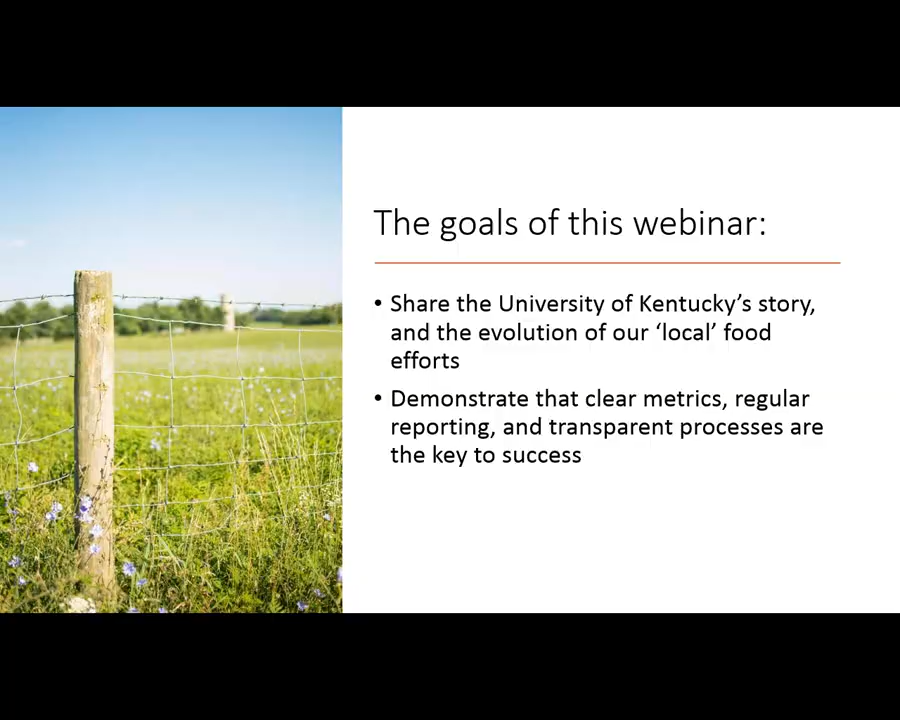 The goals of this webinar:
• Share the University of Kentucky’s story,
and the evolution of our ‘local’ food
efforts
• Demonstrate that clear metrics, regular
reporting, and transparent processes are
the key to success